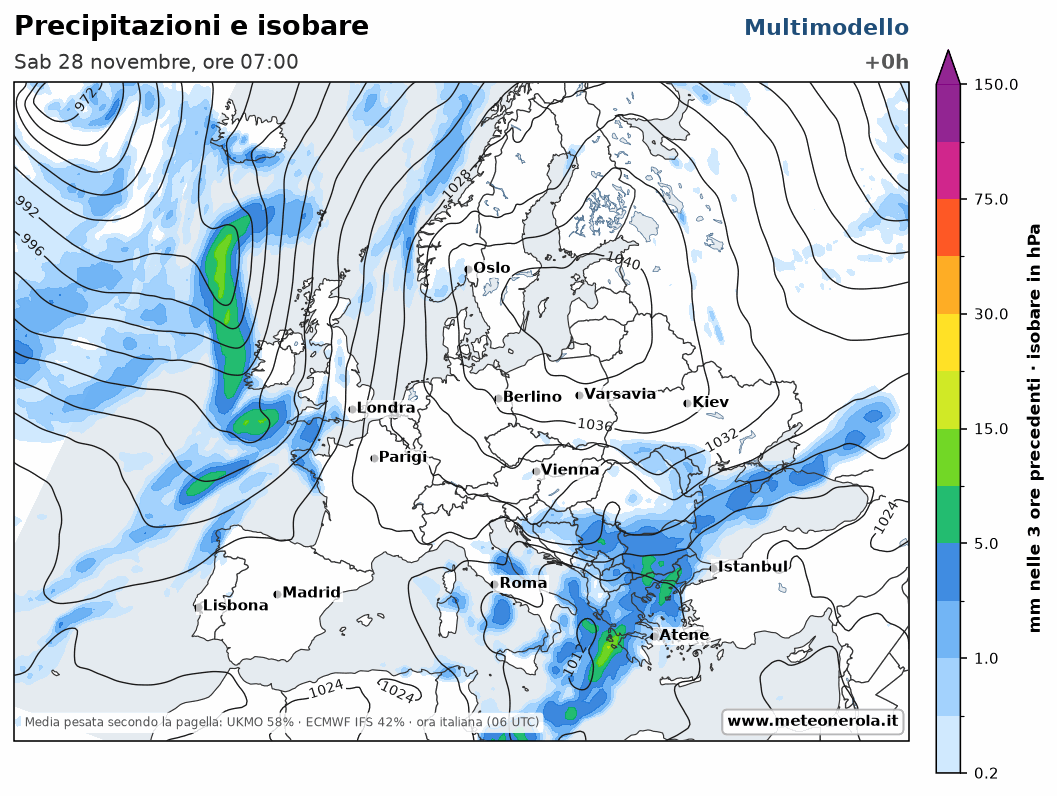 Precipitazioni e isobare
Multimodello
Sab 28 novembre, ore 07:00
+0h
972
992
996
1028
1040
1036
1032
1024
1012
1024
1024
Oslo
Londra
Berlino
Varsavia
Kiev
Parigi
Vienna
Istanbul
Roma
Madrid
Lisbona
Atene
Media pesata secondo la pagella: UKMO 58% · ECMWF IFS 42% · ora italiana (06 UTC)
www.meteonerola.it
150.0
75.0
30.0
15.0
5.0
1.0
0.2
mm nelle 3 ore precedenti · isobare in hPa